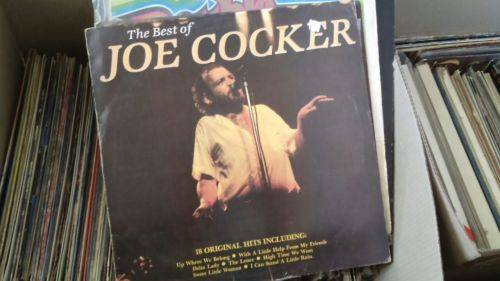 The Best of
JOE COCKER
18 ORIGINAL HITS INCLUDING:
Up Where We Belong • With A Little Help From My Friends
Delta Lady • The Letter • High Time We Went
Sweet Little Woman • I Can Stand A Little Rain